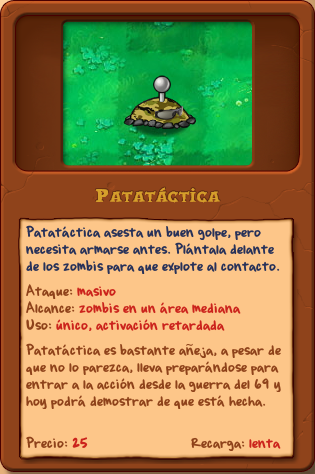 Patatáctica
Patatáctica asesta un buen golpe, pero
necesita armarse antes. Plántala delante
de los zombis para que explote al contacto.
Ataque: masivo
Alcance: zombis en un área mediana
Uso: único, activación retardada
Patatáctica es bastante añeja, a pesar de
que no lo parezca, lleva preparándose para
entrar a la acción desde la guerra del 69 y
hoy podrá demostrar de que está hecha.
Precio: 25 Recarga: lenta